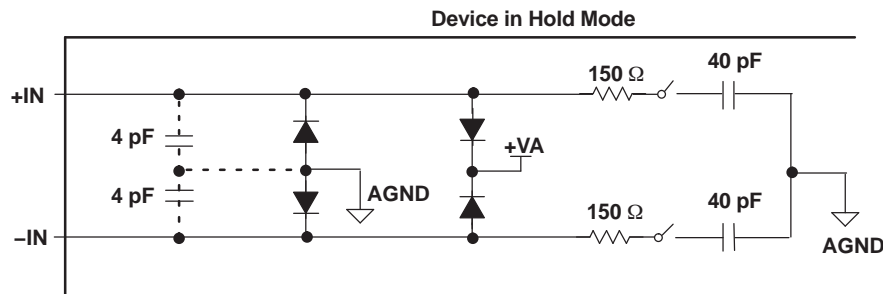 Device in Hold Mode
150 Ω
40 pF
+IN
4 pF
+VA
4 pF
AGND
150 Ω
40 pF
−IN
AGND